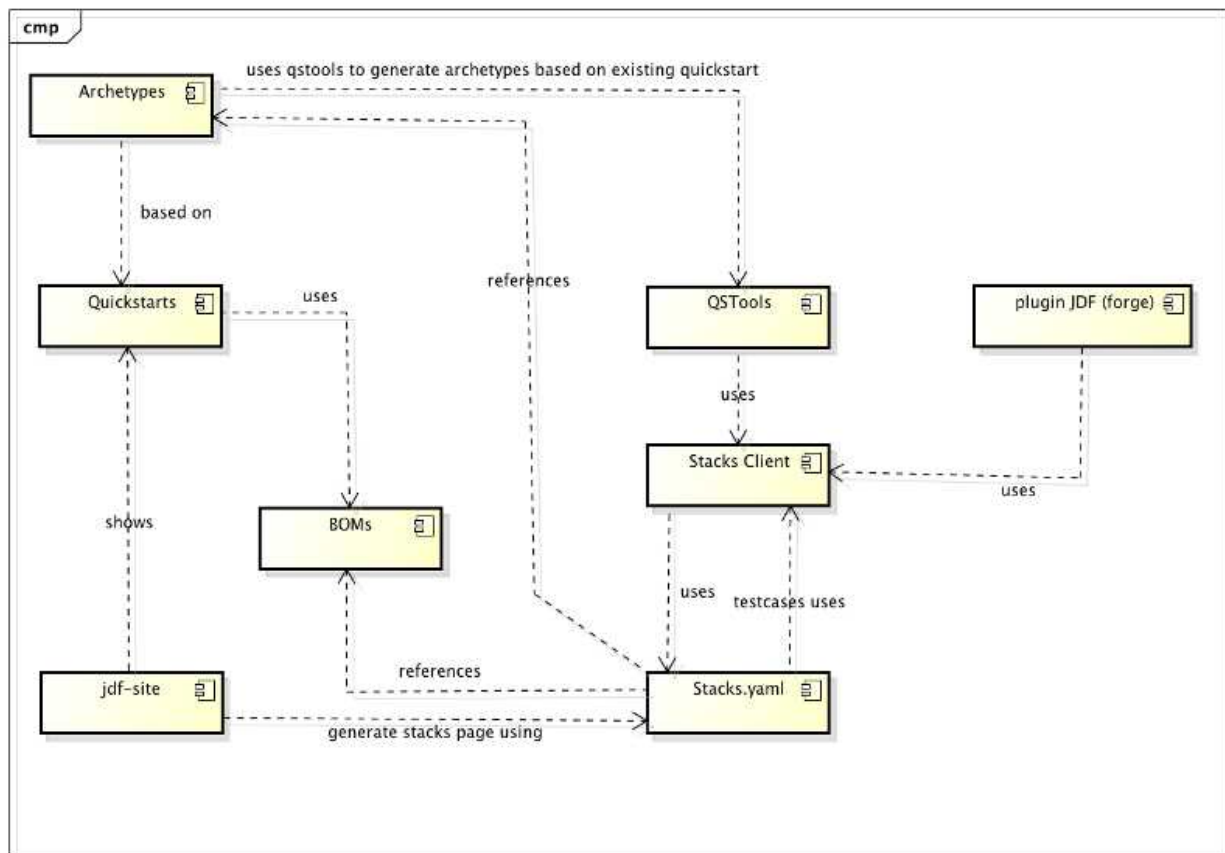 cmp
uses qstools to generate archetypes based on existing quickstart
Archetypes
based on
references
Quickstarts
uses
QSTools
plugin JDF (forge)
uses
Stacks Client
uses
shows
BOMs
uses
testcases uses
references
jdf-site
Stacks.yaml
generate stacks page using